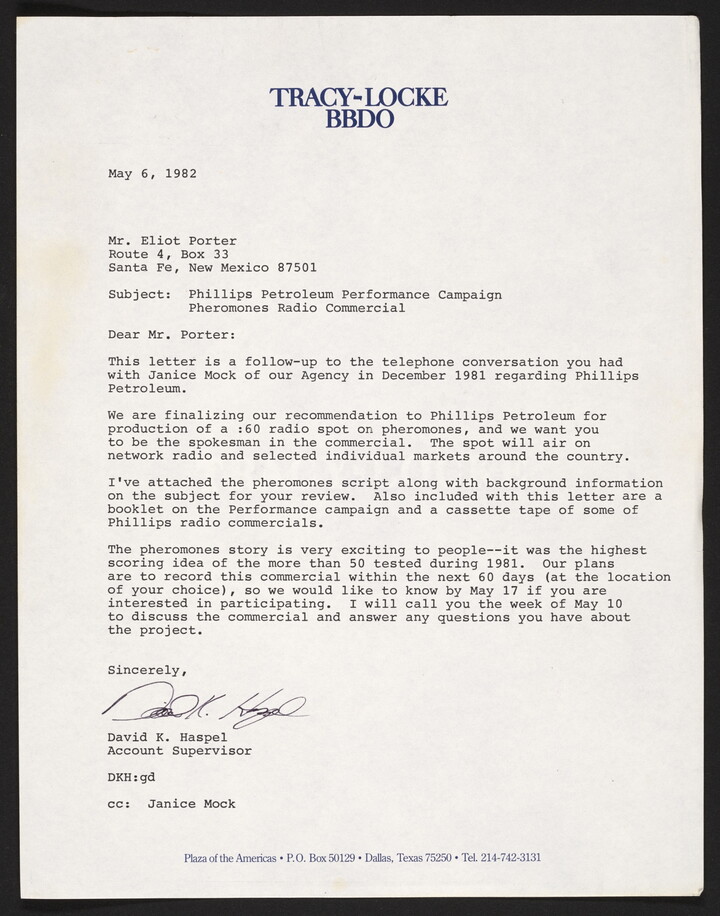 TRACY-LOCKE
BBDO
May 6, 1982
Mr. Eliot Porter
Route 4, Box 33
Santa Fe, New Mexico 87501
Subject:  Phillips Petroleum Performance Campaign
Pheromones Radio Commercial
Dear Mr. Porter:
This letter is a follow-up to the telephone conversation you had
with Janice Mock of our Agency in December 1981 regarding Phillips
Petroleum.
We are finalizing our recommendation to Phillips Petroleum for
production of a :60 radio spot on pheromones, and we want you
to be the spokesman in the commercial.  The spot will air on
network radio and selected individual markets around the country.
I've attached the pheromones script along with background information
on the subject for your review.  Also included with this letter are a
booklet on the Performance campaign and a cassette tape of some of
Phillips radio commercials.
The pheromones story is very exciting to people--it was the highest
scoring idea of the more than 50 tested during 1981.  Our plans
are to record this commercial within the next 60 days (at the location
of your choice), so we would like to know by May 17 if you are
interested in participating.  I will call you the week of May 10
to discuss the commercial and answer any questions you have about
the project.
Sincerely,
David K. Haspel
David K. Haspel
Account Supervisor
DKH:gd
cc:  Janice Mock
Plaza of the Americas • P.O. Box 50129 • Dallas, Texas 75250 • Tel. 214-742-3131